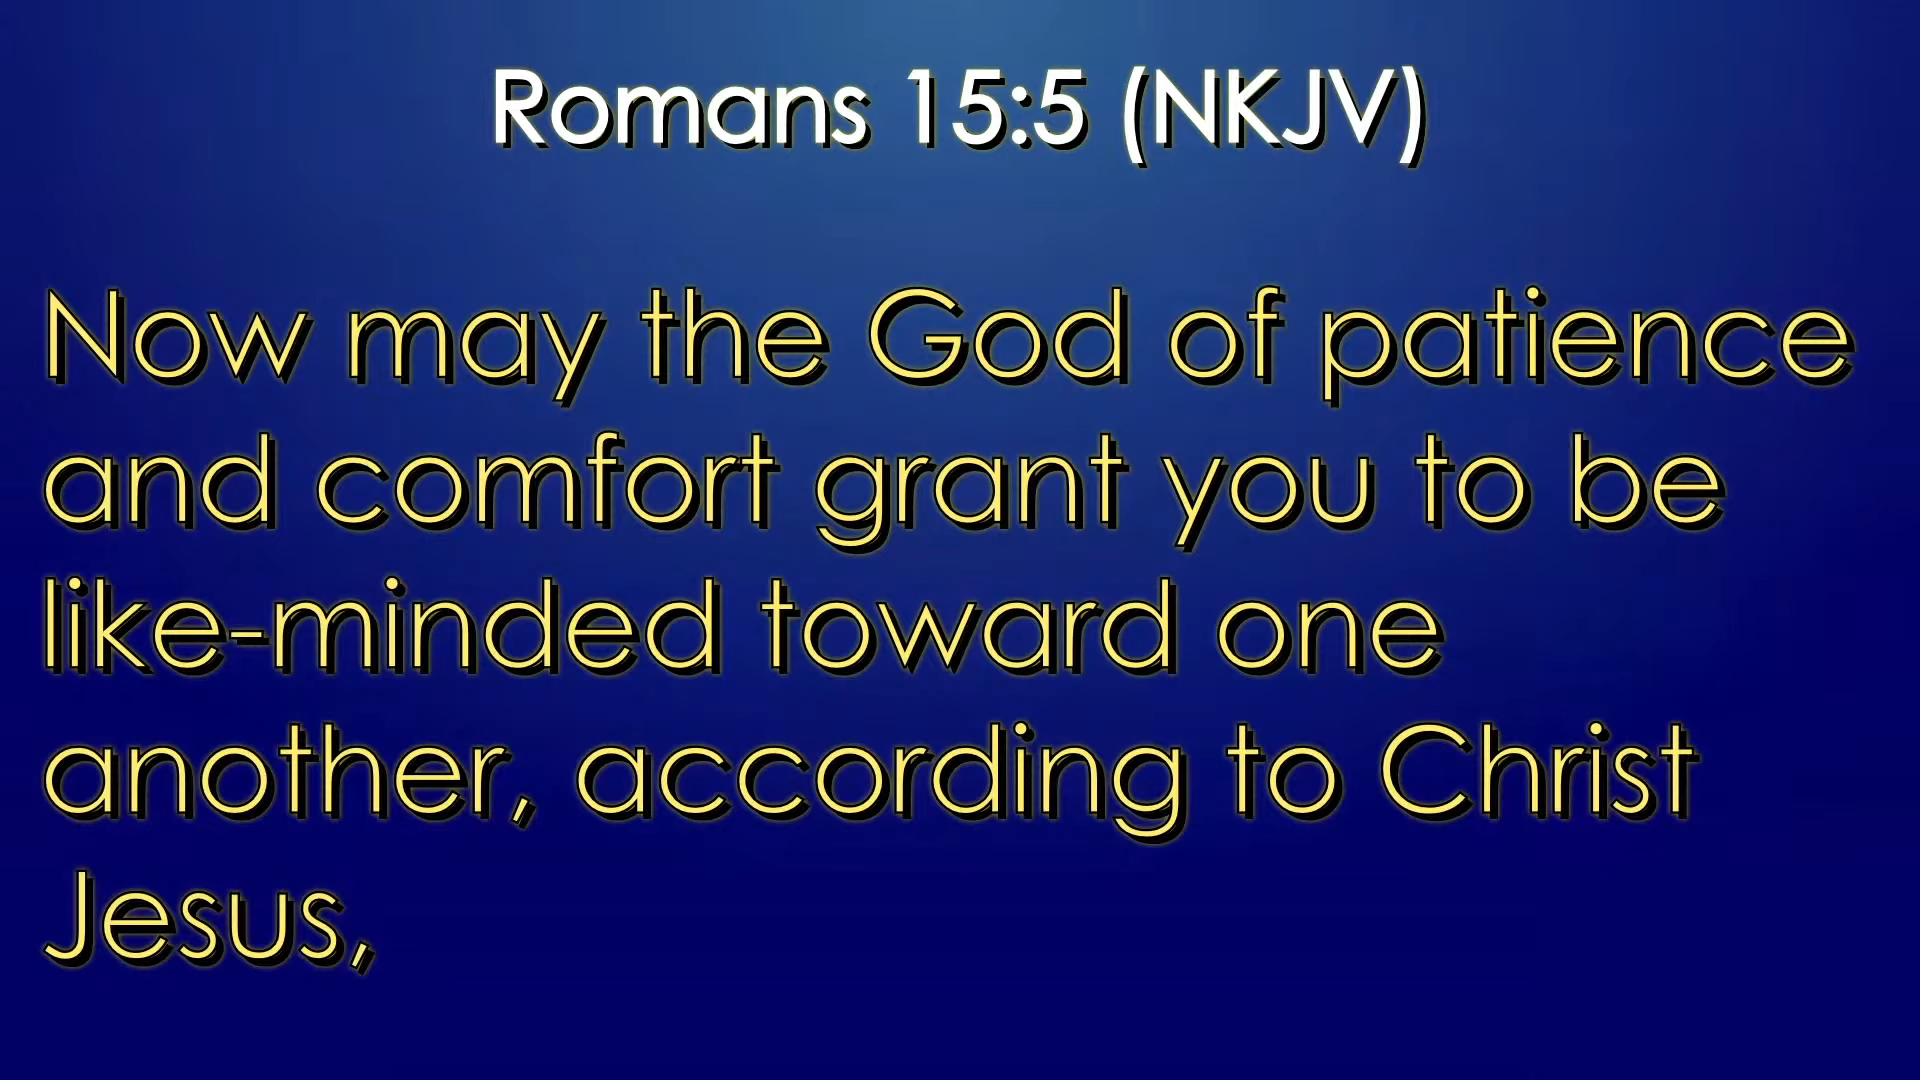 Romans 15:5 (NKJV)
Now may the God of patience
and comfort grant you to be
like-minded toward one
another, according to Christ
Jesus,